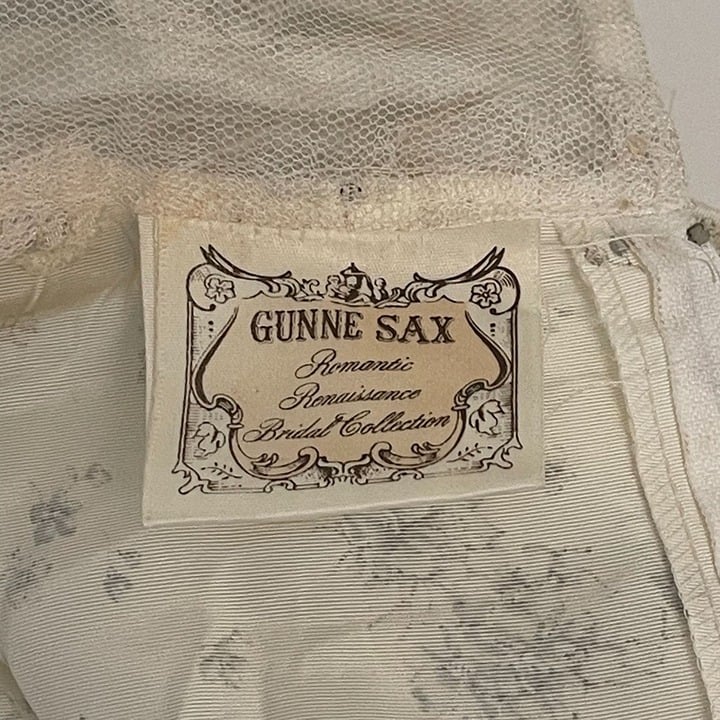 GUNNE SAX
Romantic
Renaissance
Bridal Collection